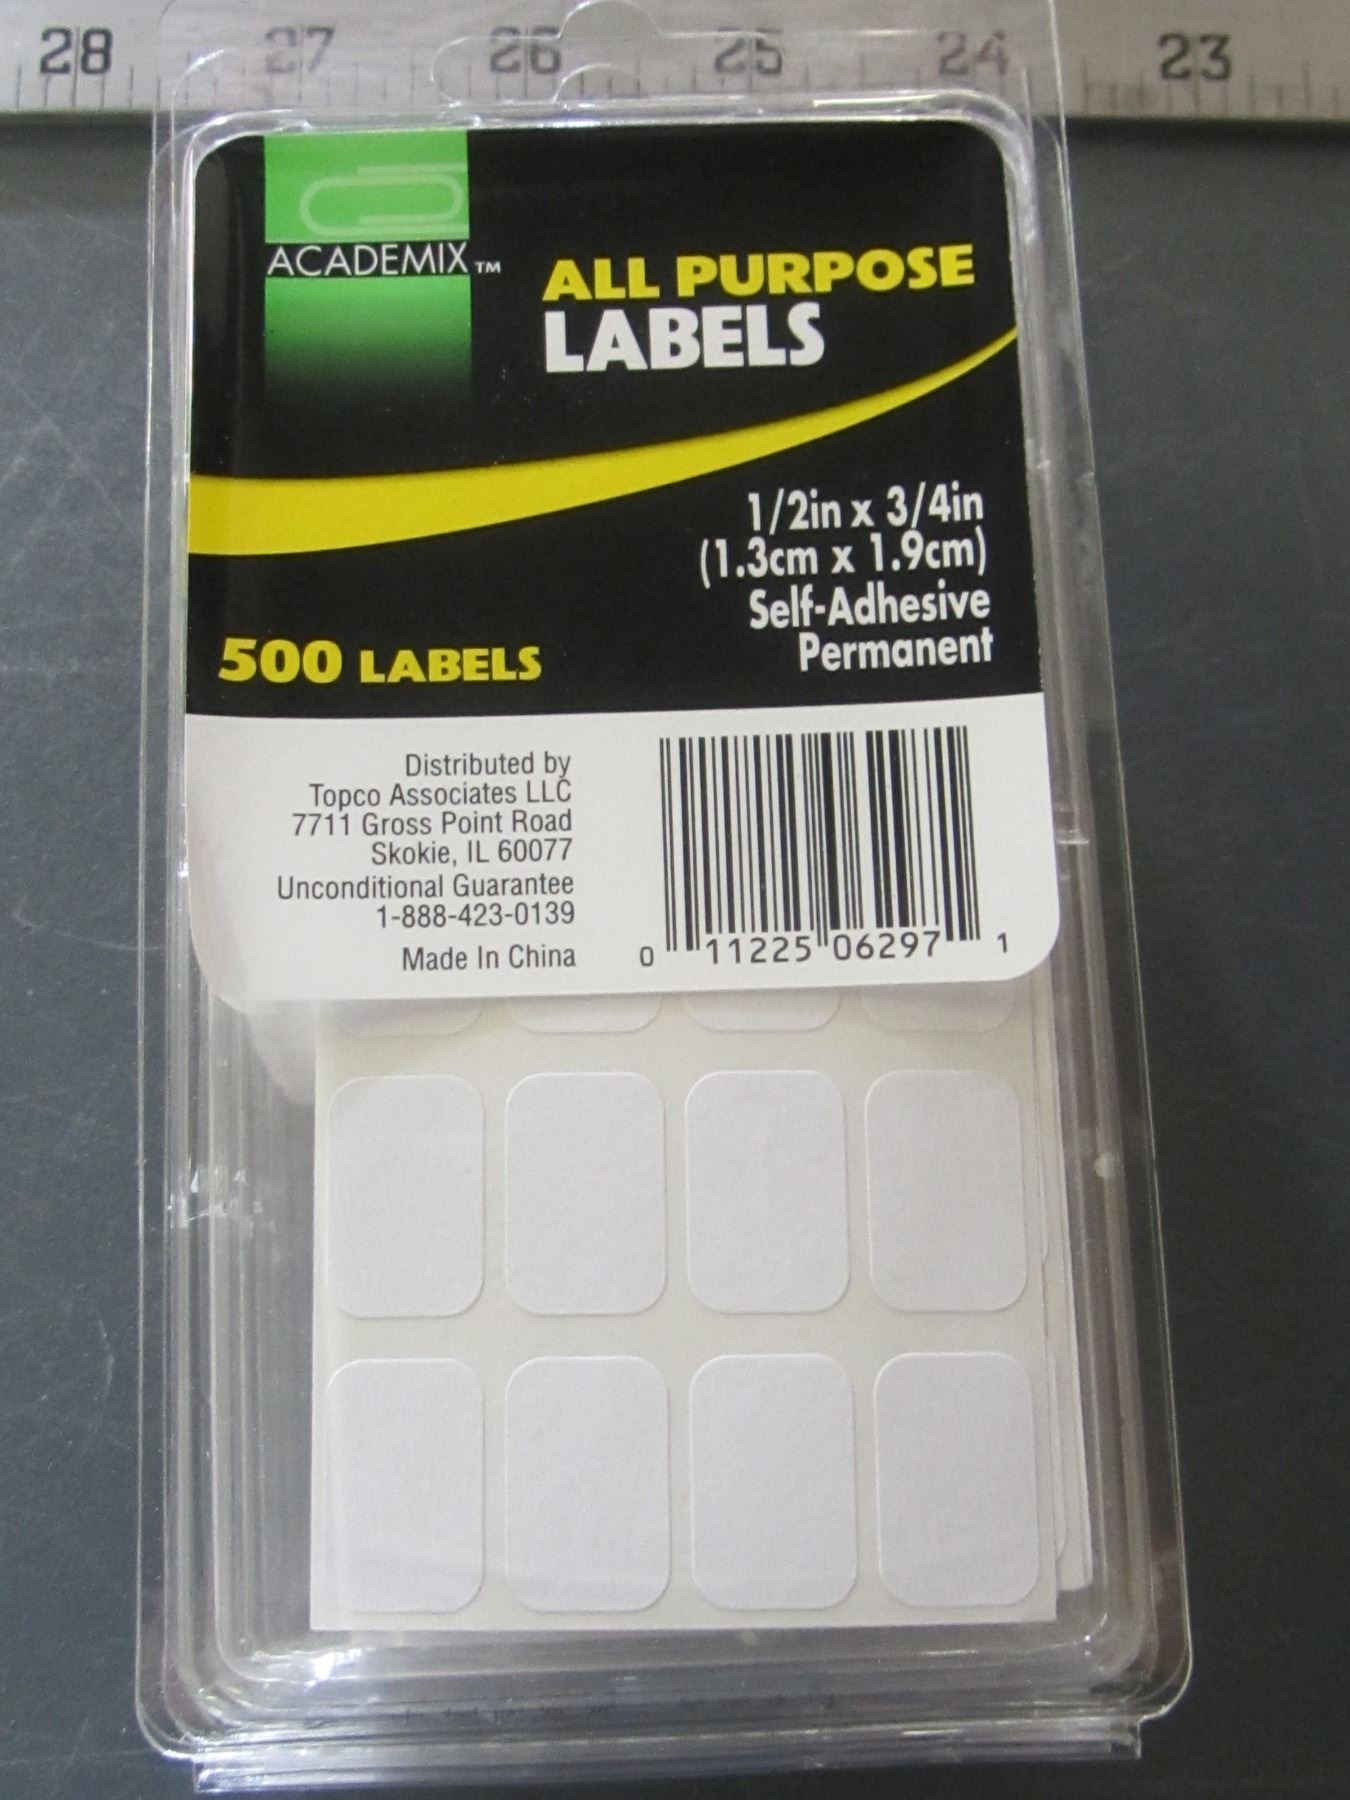 28 27 26 25 24 23
ACADEMIX™
ALL PURPOSE
LABELS
1/2in x 3/4in
(1.3cm x 1.9cm)
Self-Adhesive
Permanent
500 LABELS
Distributed by
Topco Associates LLC
7711 Gross Point Road
Skokie, IL 60077
Unconditional Guarantee
1-888-423-0139
Made In China
0 11225 06297 1